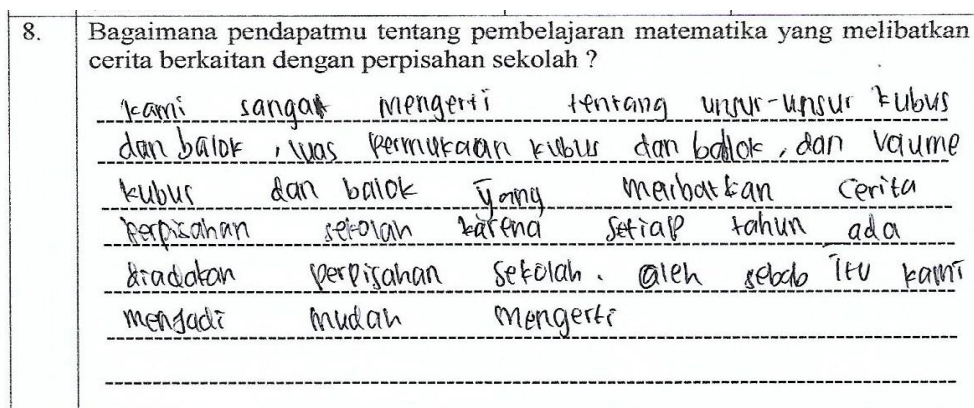 8. Bagaimana pendapatmu tentang pembelajaran matematika yang melibatkan
cerita berkaitan dengan perpisahan sekolah ?
kami sangat mengerti tentang unsur-unsur kubus
dan balok , luas permukaan kubus dan balok , dan volume
kubus dan balok yang melibatkan cerita
perpisahan sekolah karena setiap tahun ada
diadakan perpisahan sekolah . oleh sebab itu kami
menjadi mudah mengerti